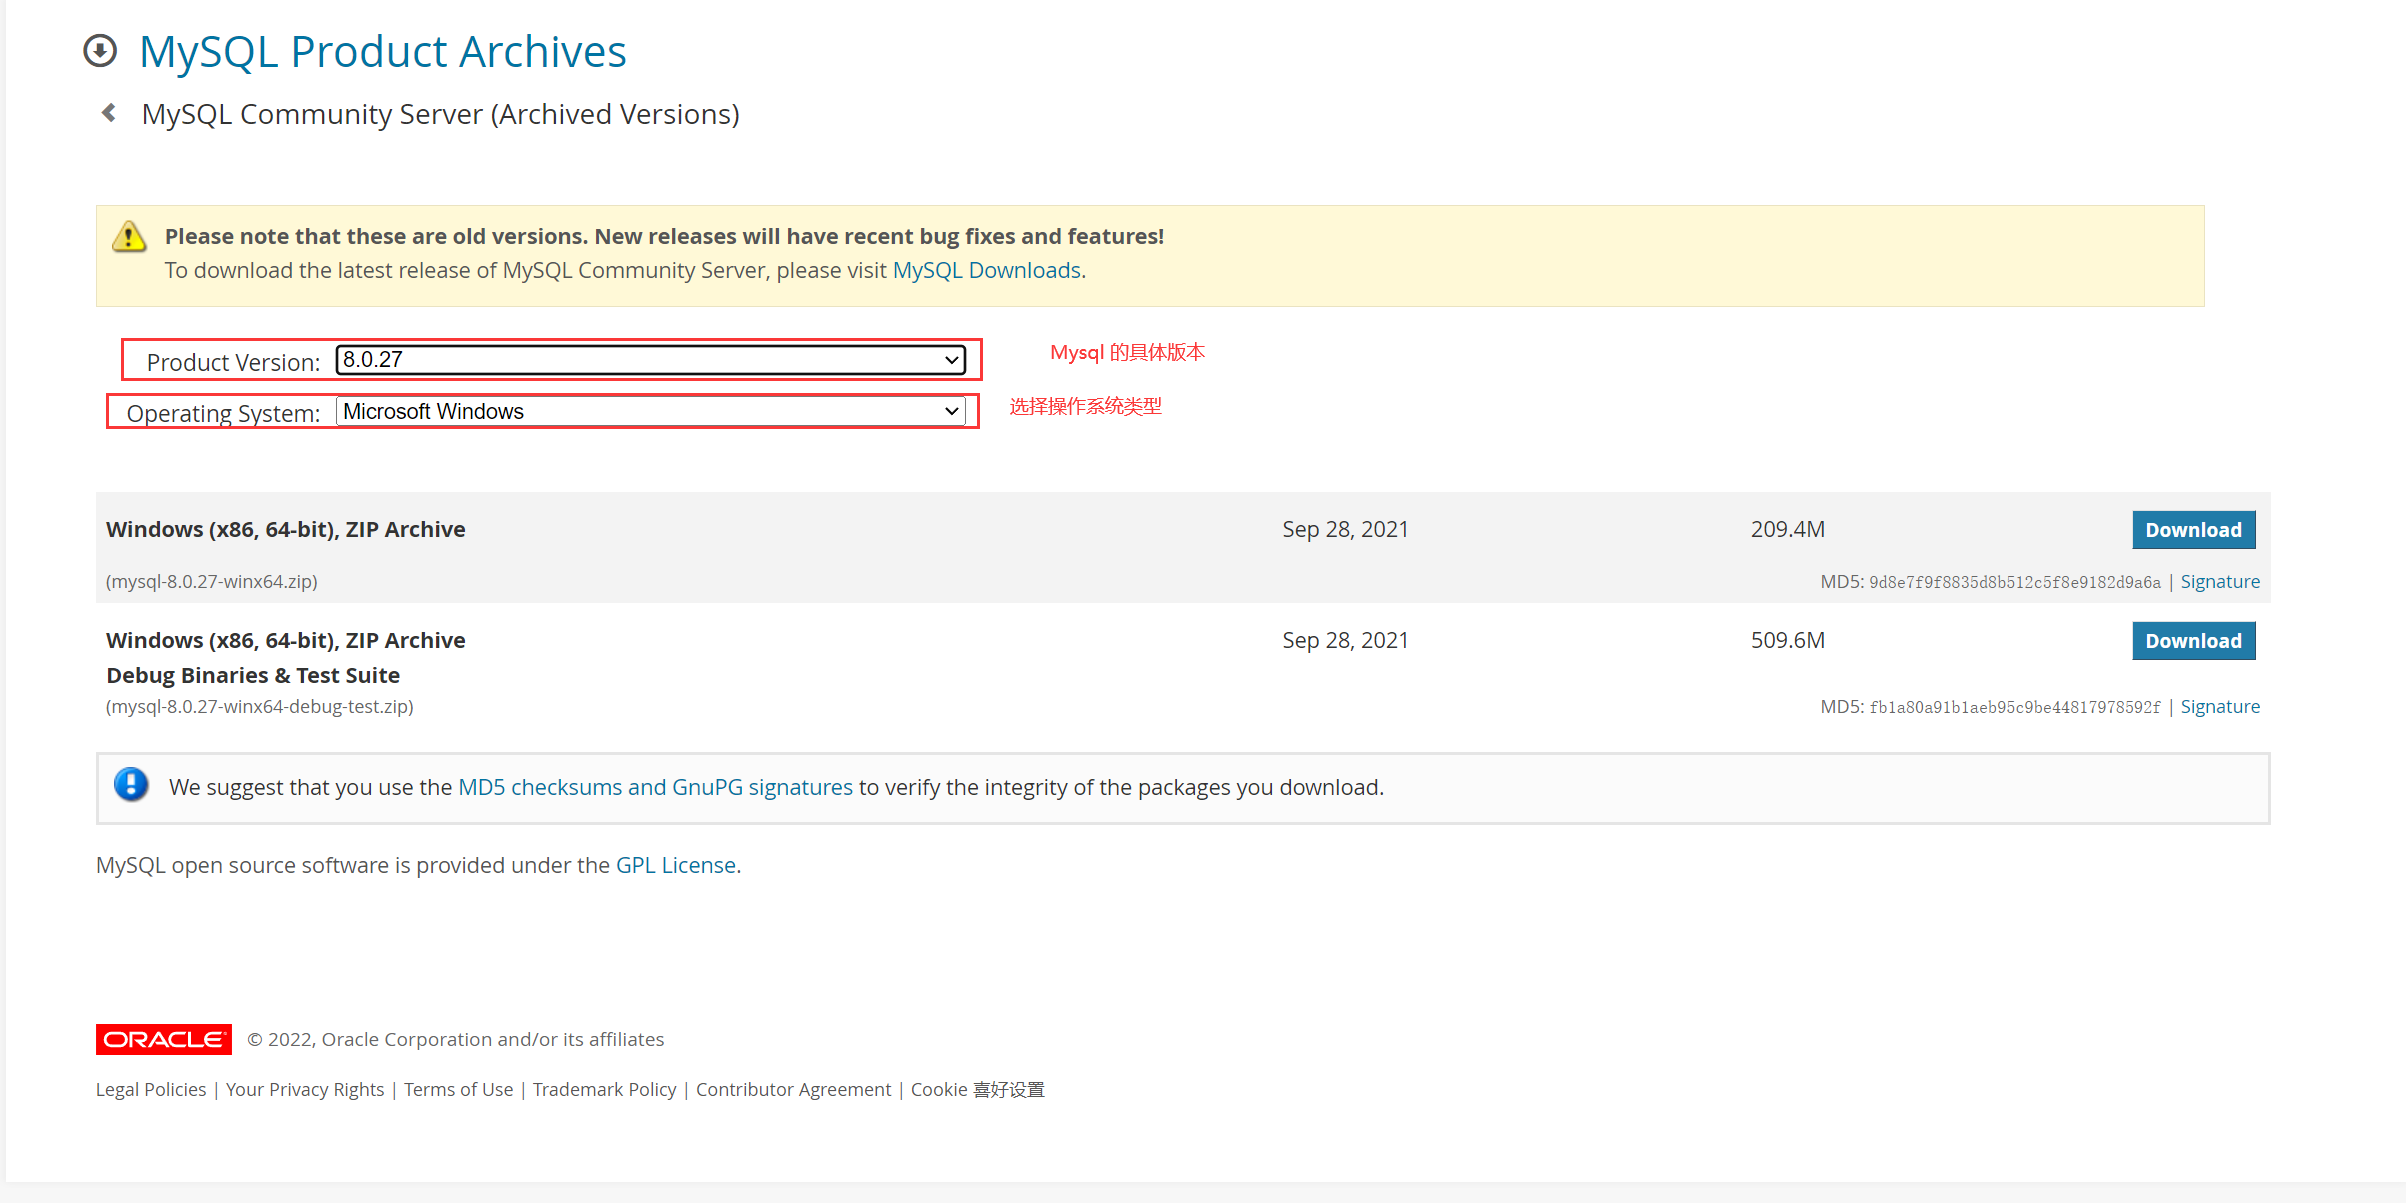 MySQL Product Archives
MySQL Community Server (Archived Versions)
Please note that these are old versions. New releases will have recent bug fixes and features!
To download the latest release of MySQL Community Server, please visit MySQL Downloads.
Product Version: 8.0.27
Mysql 的具体版本
Operating System: Microsoft Windows
选择操作系统类型
Windows (x86, 64-bit), ZIP Archive Sep 28, 2021 209.4M Download
(mysql-8.0.27-winx64.zip) MD5: 9d8e7f9f8835d8b512c5f8e9182d9a6a | Signature
Windows (x86, 64-bit), ZIP Archive Sep 28, 2021 509.6M Download
Debug Binaries & Test Suite
(mysql-8.0.27-winx64-debug-test.zip) MD5: fb1a80a91b1aeb95c9be44817978592f | Signature
We suggest that you use the MD5 checksums and GnuPG signatures to verify the integrity of the packages you download.
MySQL open source software is provided under the GPL License.
ORACLE © 2022, Oracle Corporation and/or its affiliates
Legal Policies | Your Privacy Rights | Terms of Use | Trademark Policy | Contributor Agreement | Cookie 喜好设置